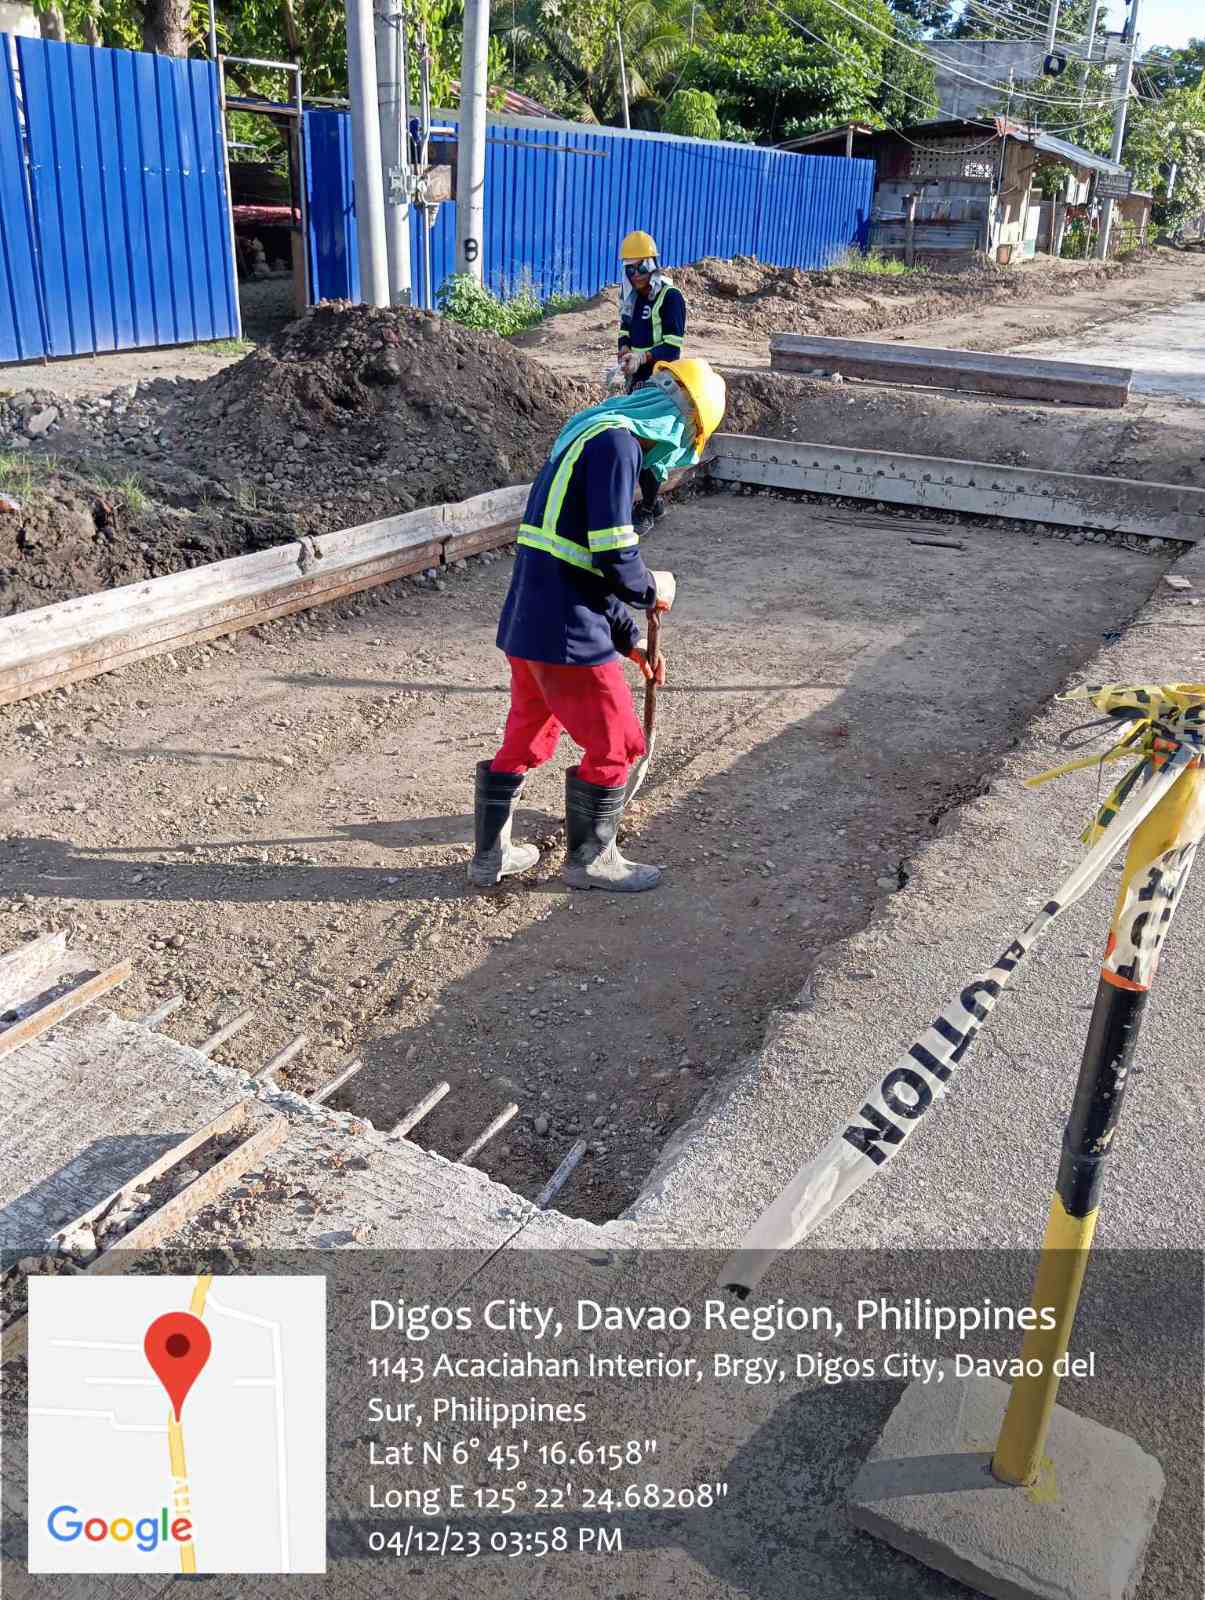 B
NOITU
Digos City, Davao Region, Philippines
1143 Acaciahan Interior, Brgy, Digos City, Davao del
Sur, Philippines
Lat N 6° 45' 16.6158"
Long E 125° 22' 24.68208"
04/12/23 03:58 PM
Google